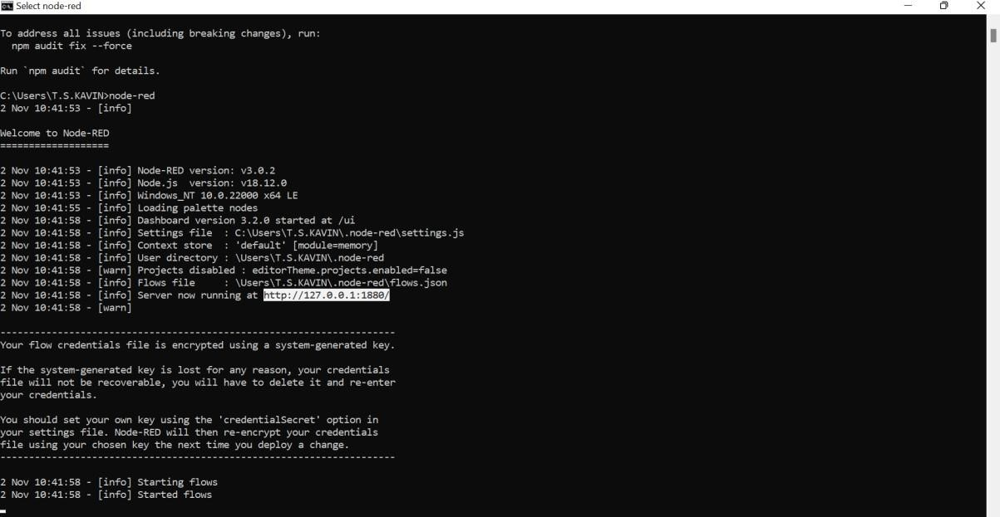 Select node-red
To address all issues (including breaking changes), run:
  npm audit fix --force
Run `npm audit` for details.
C:\Users\T.S.KAVIN>node-red
2 Nov 10:41:53 - [info]
Welcome to Node-RED
===================
2 Nov 10:41:53 - [info] Node-RED version: v3.0.2
2 Nov 10:41:53 - [info] Node.js  version: v18.12.0
2 Nov 10:41:53 - [info] Windows_NT 10.0.22000 x64 LE
2 Nov 10:41:55 - [info] Loading palette nodes
2 Nov 10:41:58 - [info] Dashboard version 3.2.0 started at /ui
2 Nov 10:41:58 - [info] Settings file  : C:\Users\T.S.KAVIN\.node-red\settings.js
2 Nov 10:41:58 - [info] Context store  : 'default' [module=memory]
2 Nov 10:41:58 - [info] User directory : \Users\T.S.KAVIN\.node-red
2 Nov 10:41:58 - [warn] Projects disabled : editorTheme.projects.enabled=false
2 Nov 10:41:58 - [info] Flows file     : \Users\T.S.KAVIN\.node-red\flows.json
2 Nov 10:41:58 - [info] Server now running at http://127.0.0.1:1880/
2 Nov 10:41:58 - [warn]
---------------------------------------------------------------------
Your flow credentials file is encrypted using a system-generated key.
If the system-generated key is lost for any reason, your credentials
file will not be recoverable, you will have to delete it and re-enter
your credentials.
You should set your own key using the 'credentialSecret' option in
your settings file. Node-RED will then re-encrypt your credentials
file using your chosen key the next time you deploy a change.
---------------------------------------------------------------------
2 Nov 10:41:58 - [info] Starting flows
2 Nov 10:41:58 - [info] Started flows